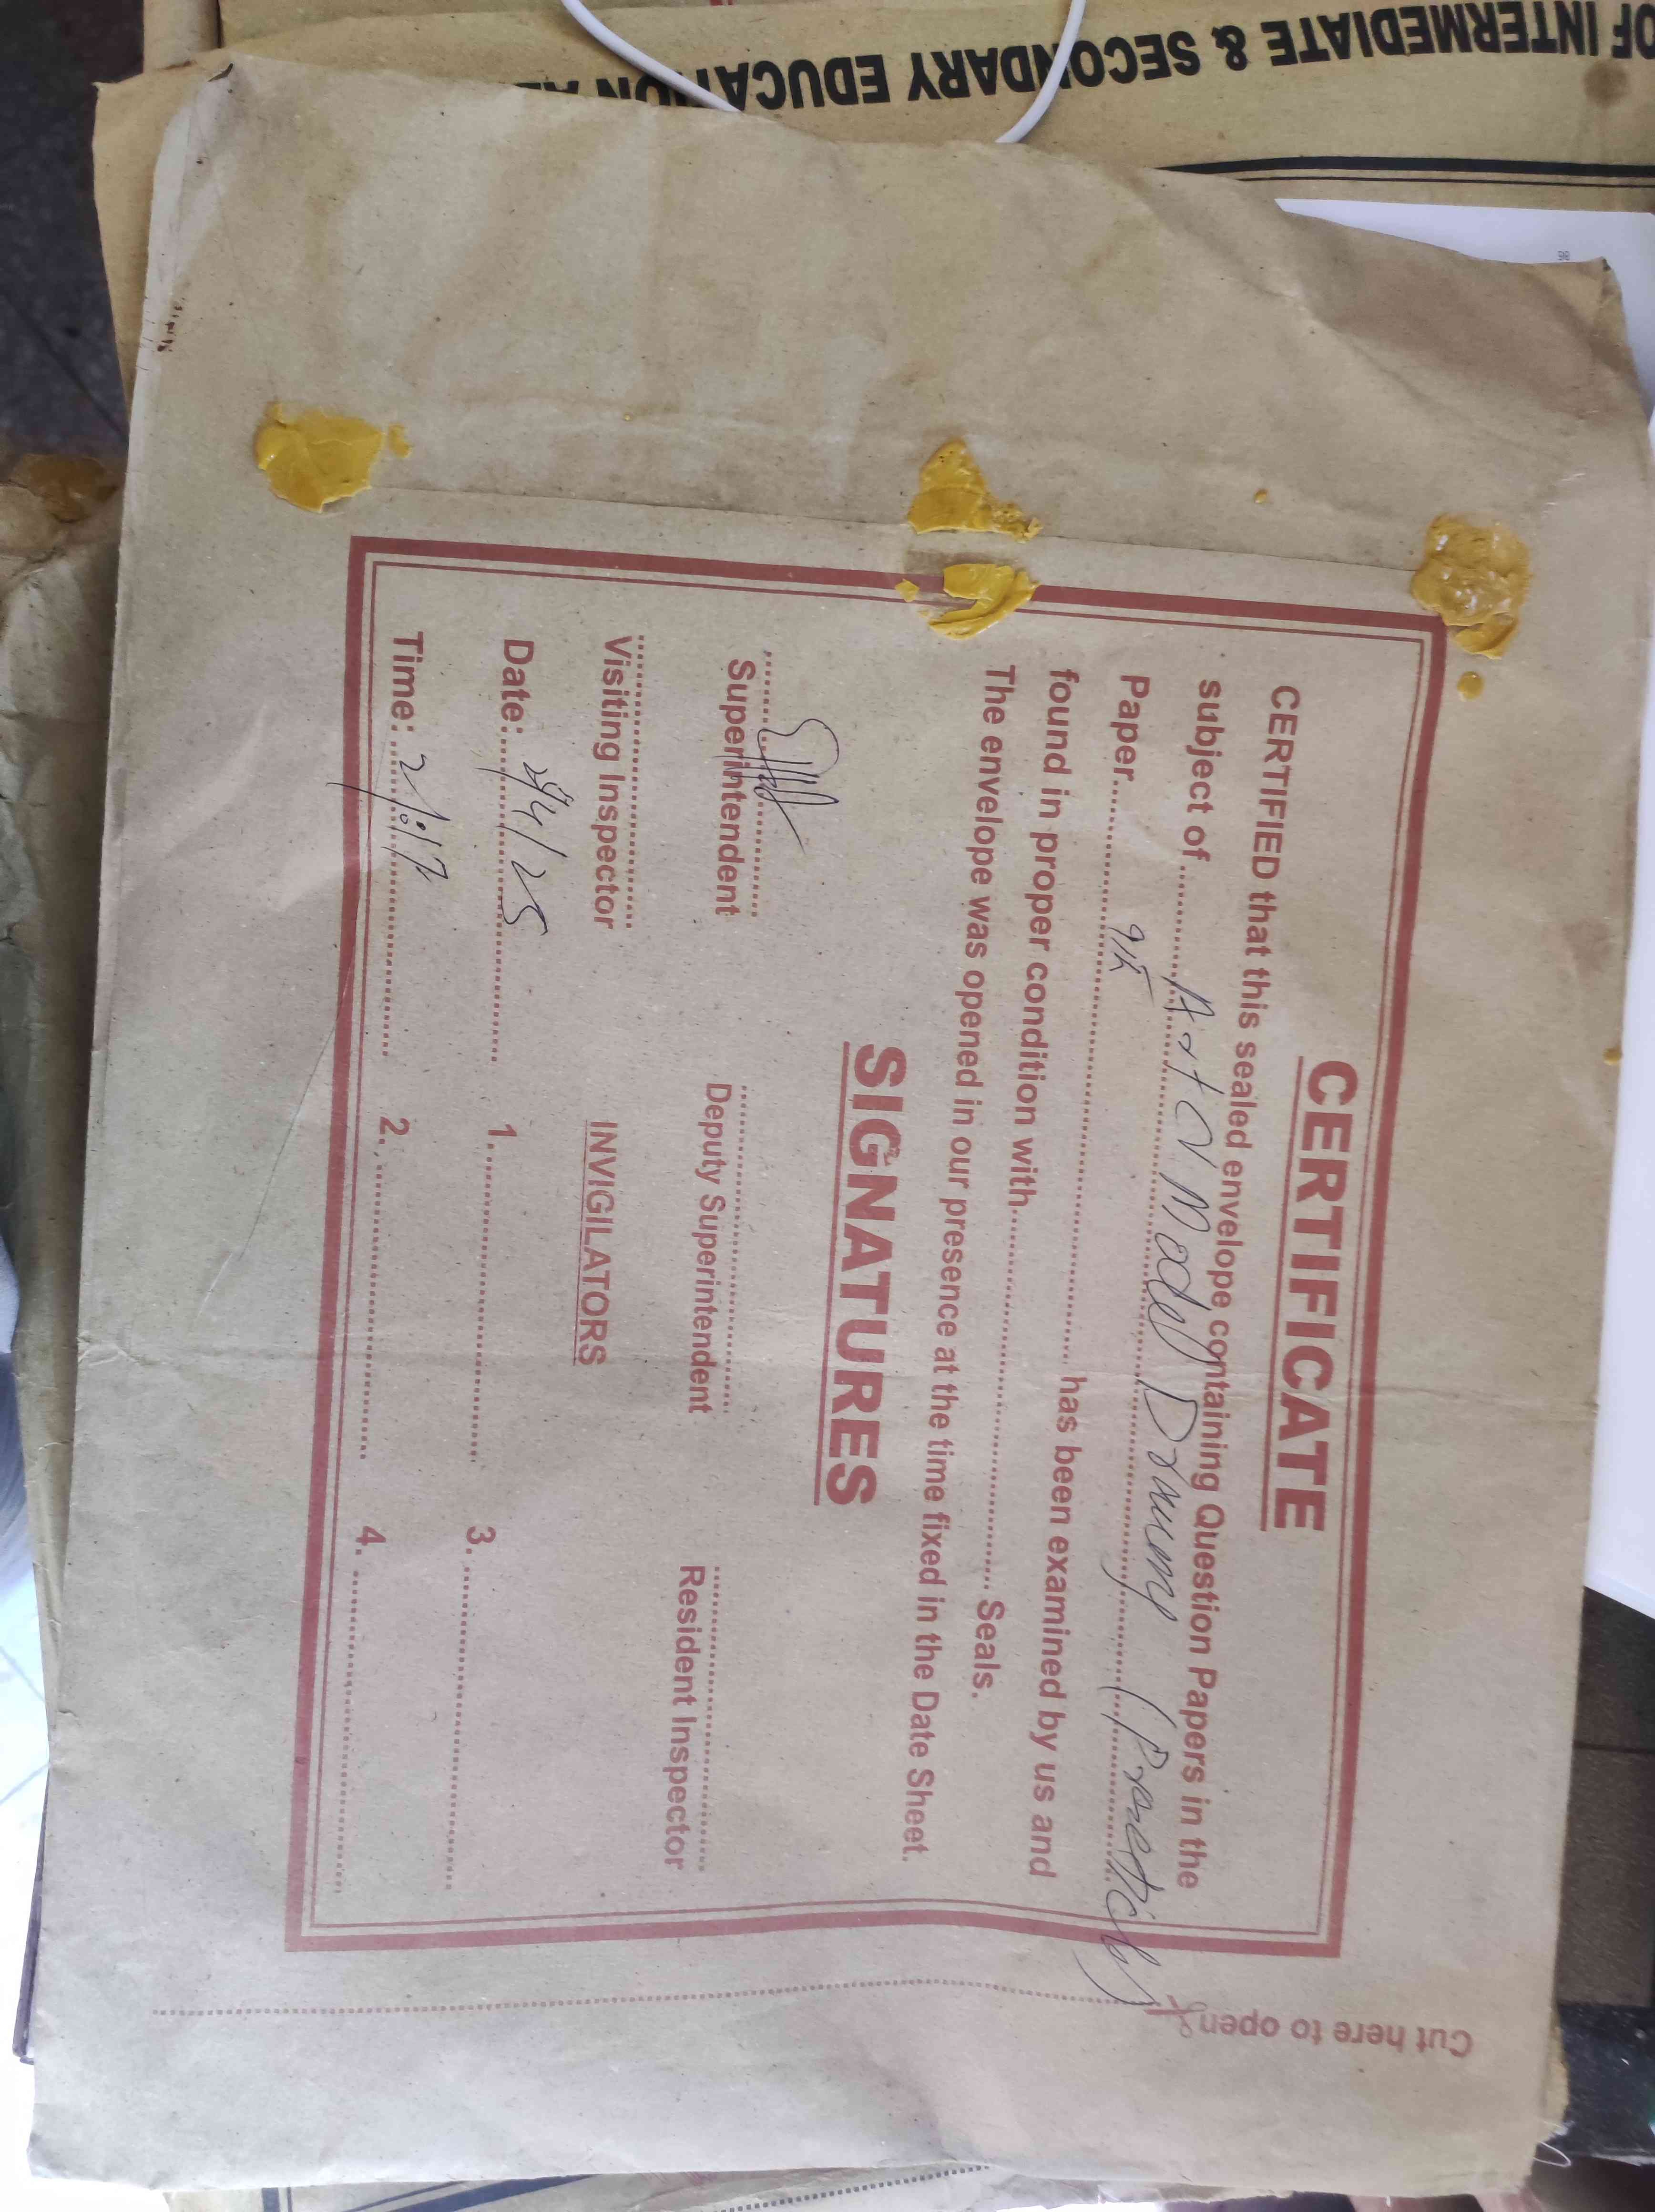 OF INTERMEDIATE & SECONDARY EDUCATION
CERTIFICATE
CERTIFIED that this sealed envelope containing Question Papers in the
subject of Art & Model Drawing (Practical)
Paper 9th has been examined by us and
found in proper condition with Seals.
The envelope was opened in our presence at the time fixed in the Date Sheet.
SIGNATURES
Superintendent Deputy Superintendent Resident Inspector
Visiting Inspector INVIGILATORS
Date: /4/25 1. 3.
Time: 2. 4.
Cut here to open